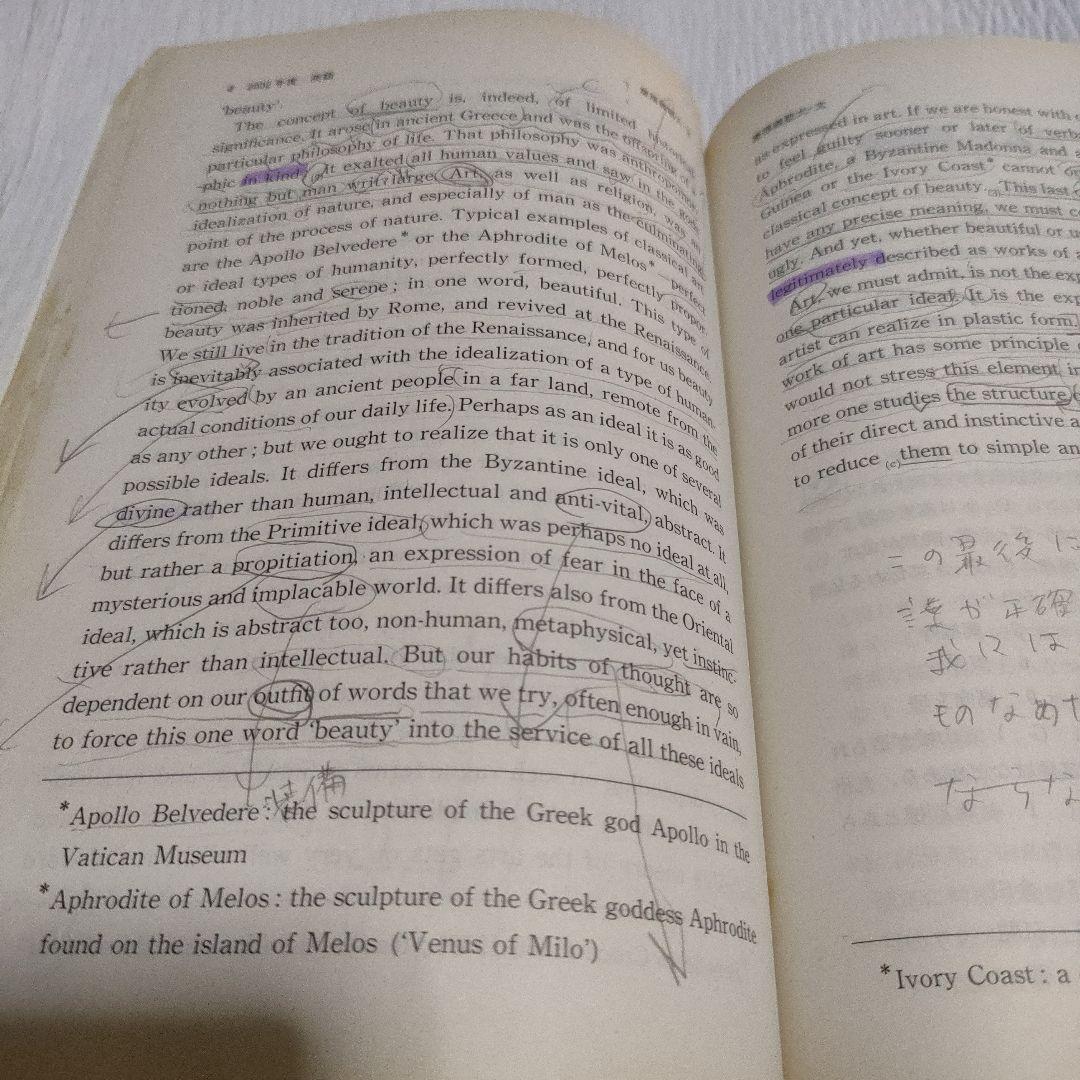 2002年度 英語
'beauty'.
The concept of beauty is, indeed, of limited historical
significance. It arose in ancient Greece and was the offspring of a
particular philosophy of life. That philosophy was anthropomor-
phic in kind; it exalted all human values and saw in the gods
nothing but man writ large. Art, as well as religion, was an
idealization of nature, and especially of man as the culminating
point of the process of nature. Typical examples of classical art
are the Apollo Belvedere* or the Aphrodite of Melos* — perfect
or ideal types of humanity, perfectly formed, perfectly propor-
tioned, noble and serene; in one word, beautiful. This type of
beauty was inherited by Rome, and revived at the Renaissance.
We still live in the tradition of the Renaissance, and for us beauty
is inevitably associated with the idealization of a type of human-
ity evolved by an ancient people in a far land, remote from the
actual conditions of our daily life. Perhaps as an ideal it is as good
as any other; but we ought to realize that it is only one of several
possible ideals. It differs from the Byzantine ideal, which was
divine rather than human, intellectual and anti-vital, abstract. It
differs from the Primitive ideal, which was perhaps no ideal at all,
but rather a propitiation, an expression of fear in the face of a
mysterious and implacable world. It differs also from the Oriental
ideal, which is abstract too, non-human, metaphysical, yet instinc-
tive rather than intellectual. But our habits of thought are so
dependent on our outfit of words that we try, often enough in vain,
to force this one word 'beauty' into the service of all these ideals
装備
*Apollo Belvedere: the sculpture of the Greek god Apollo in the
Vatican Museum
*Aphrodite of Melos: the sculpture of the Greek goddess Aphrodite
found on the island of Melos ('Venus of Milo')
as expressed in art. If we are honest with
to feel guilty sooner or later of verb
Aphrodite, a Byzantine Madonna and a
Guinea or the Ivory Coast* cannot
classical concept of beauty. This last
have any precise meaning, we must
ugly. And yet, whether beautiful or
legitimately described as works of
Art, we must admit, is not the
one particular ideal. It is the
artist can realize in plastic form.
work of art has some principle
would not stress this element
more one studies the structure
of their direct and instinctive
to reduce (c)them to simple
この最後に
が正確
我には
*Ivory Coast: a